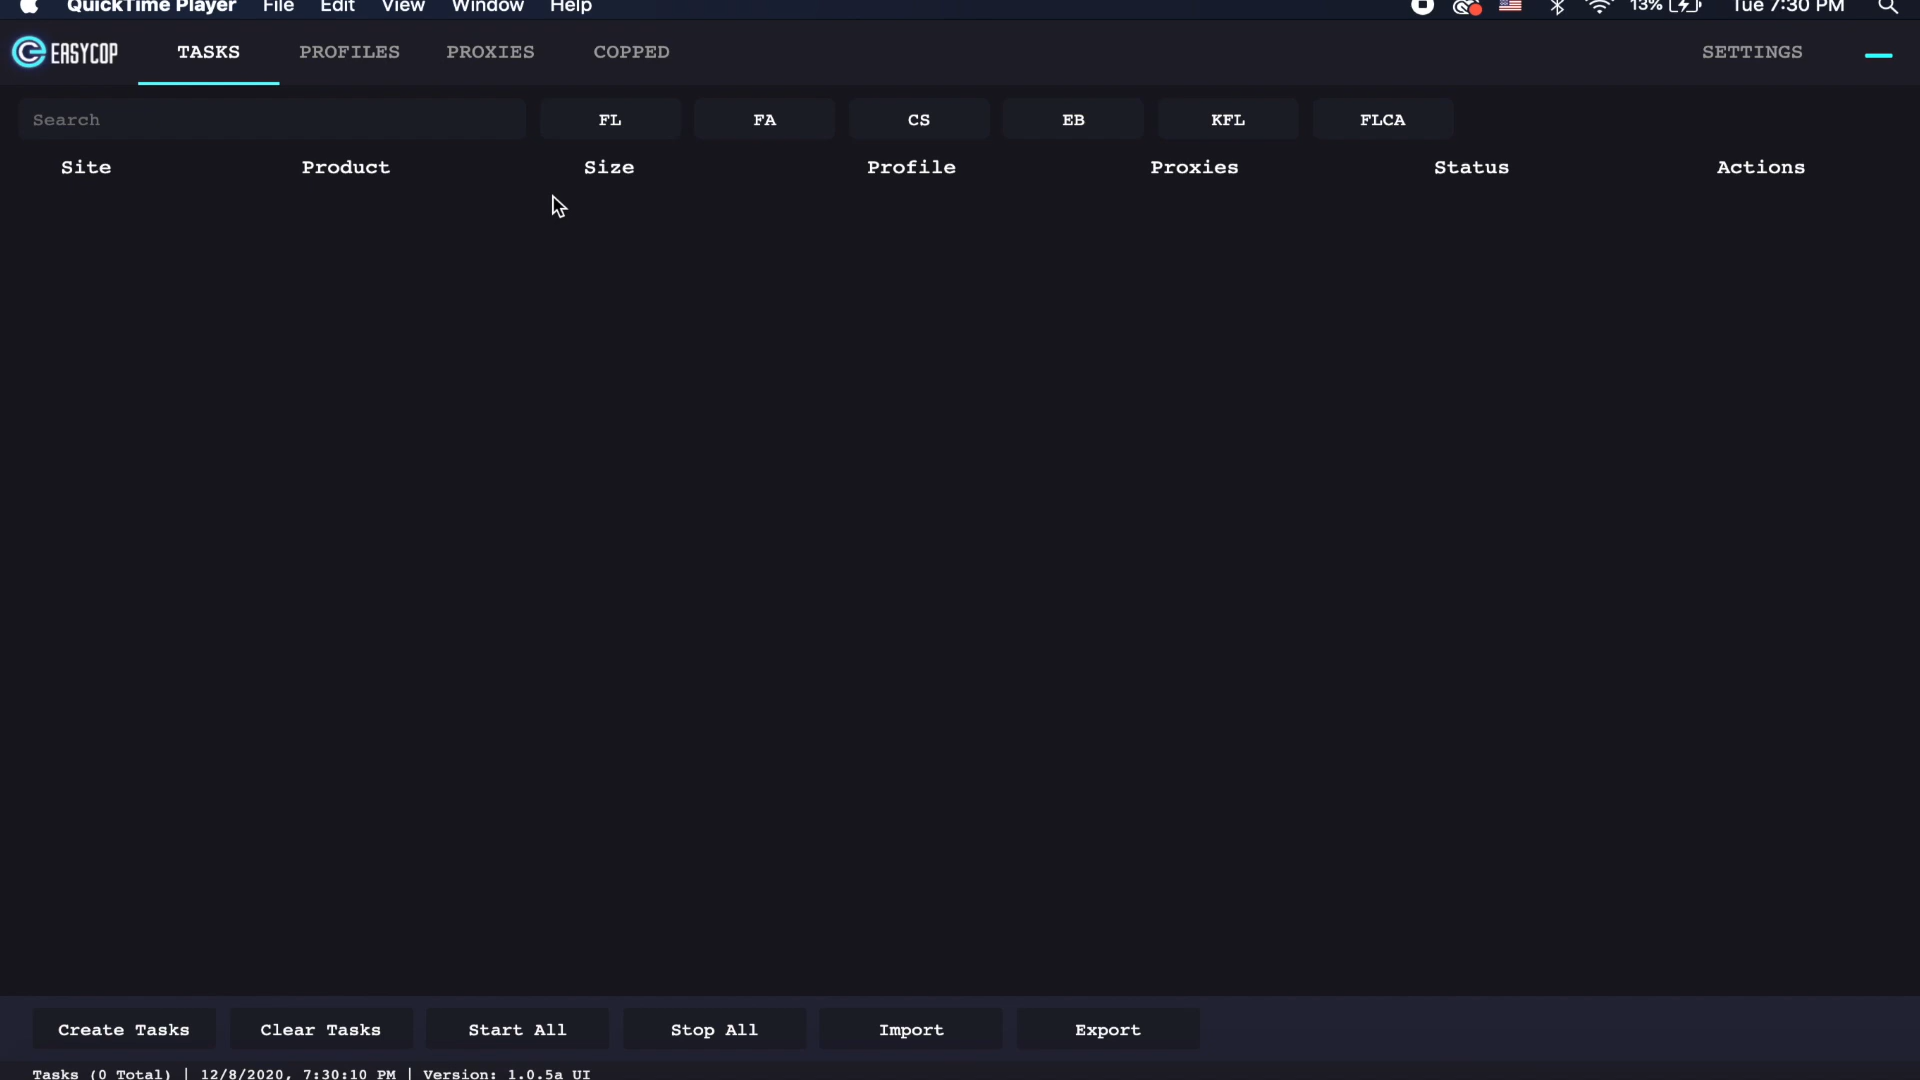 QuickTime Player File Edit View Window Help 13% Tue 7:30 PM
EASYCOP TASKS PROFILES PROXIES COPPED SETTINGS
Search FL FA CS EB KFL FLCA
Site Product Size Profile Proxies Status Actions
Create Tasks Clear Tasks Start All Stop All Import Export
Tasks (0 Total) | 12/8/2020, 7:30:10 PM | Version: 1.0.5a UI